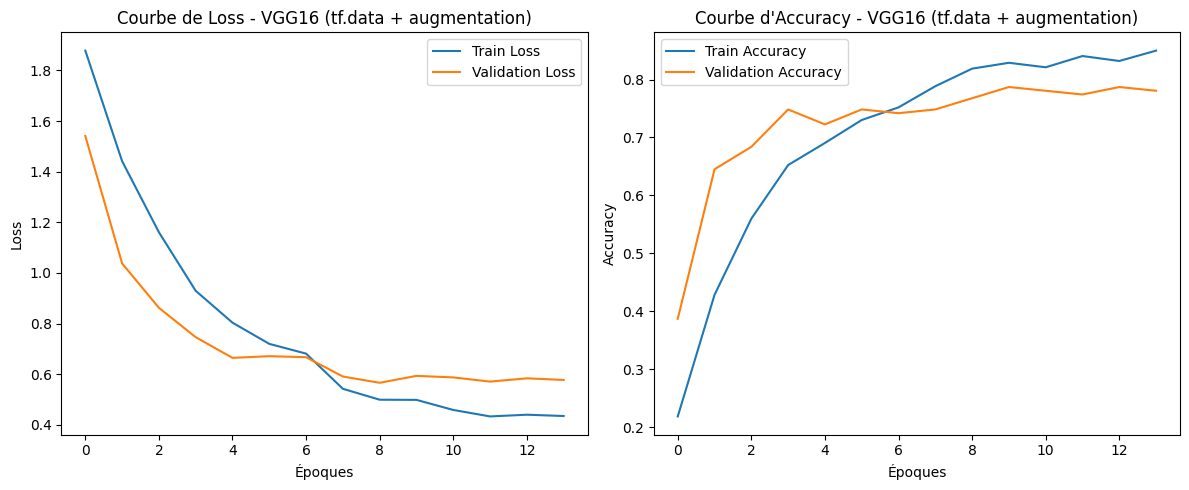 Courbe de Loss - VGG16 (tf.data + augmentation)
Train Loss
Validation Loss
1.8
1.6
1.4
1.2
1.0
0.8
0.6
0.4
Loss
0 2 4 6 8 10 12
Époques
Courbe d'Accuracy - VGG16 (tf.data + augmentation)
Train Accuracy
Validation Accuracy
0.8
0.7
0.6
0.5
0.4
0.3
0.2
Accuracy
0 2 4 6 8 10 12
Époques